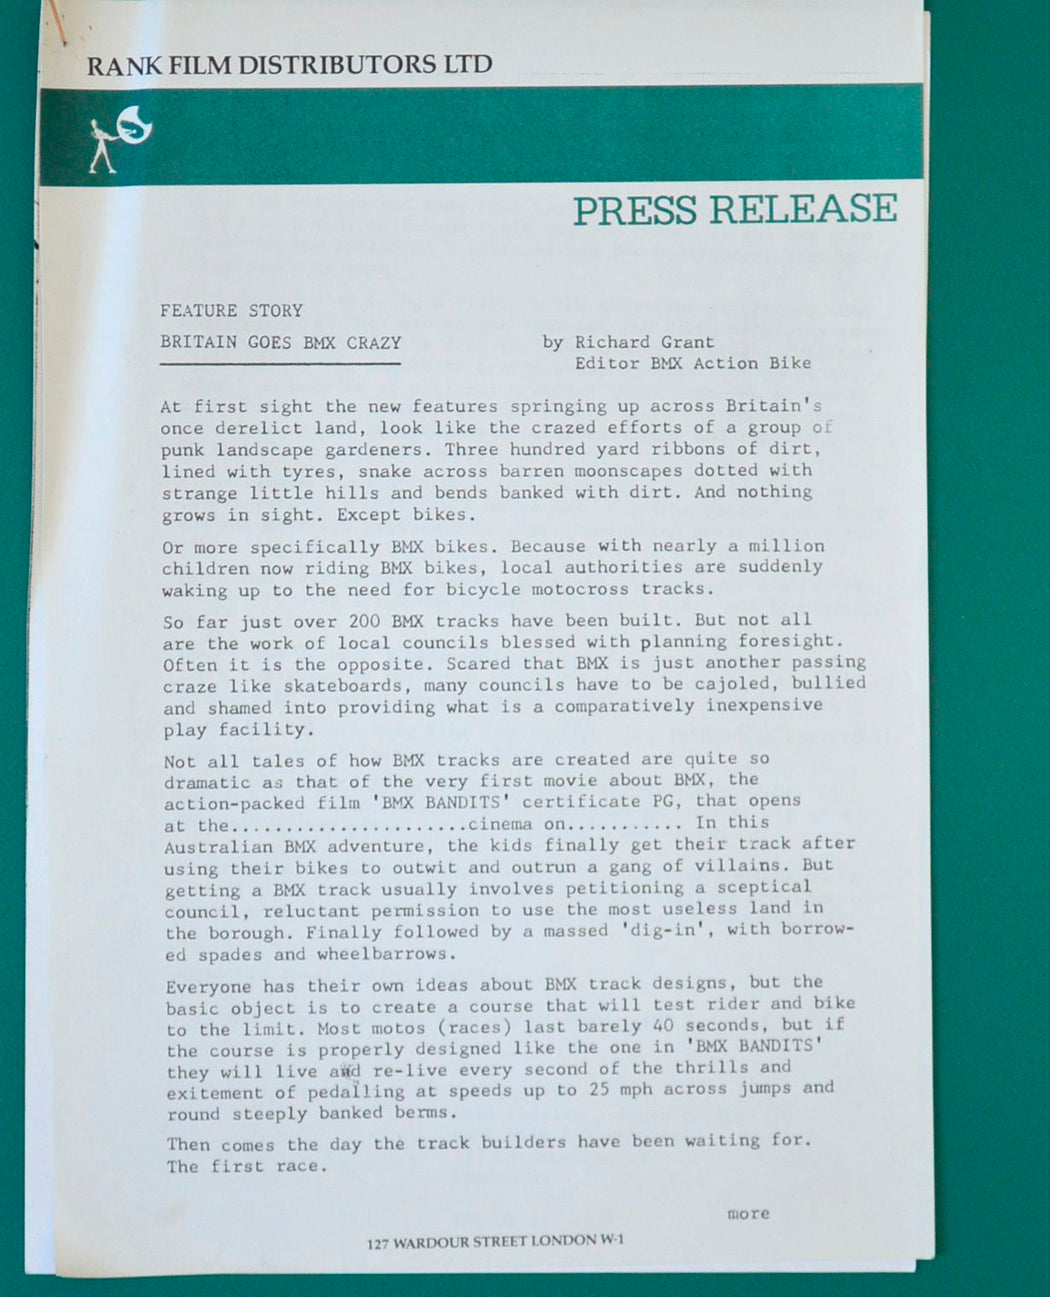 RANK FILM DISTRIBUTORS LTD
PRESS RELEASE
FEATURE STORY
BRITAIN GOES BMX CRAZY by Richard Grant
Editor BMX Action Bike
At first sight the new features springing up across Britain's
once derelict land, look like the crazed efforts of a group of
punk landscape gardeners. Three hundred yard ribbons of dirt,
lined with tyres, snake across barren moonscapes dotted with
strange little hills and bends banked with dirt. And nothing
grows in sight. Except bikes.
Or more specifically BMX bikes. Because with nearly a million
children now riding BMX bikes, local authorities are suddenly
waking up to the need for bicycle motocross tracks.
So far just over 200 BMX tracks have been built. But not all
are the work of local councils blessed with planning foresight.
Often it is the opposite. Scared that BMX is just another passing
craze like skateboards, many councils have to be cajoled, bullied
and shamed into providing what is a comparatively inexpensive
play facility.
Not all tales of how BMX tracks are created are quite so
dramatic as that of the very first movie about BMX, the
action-packed film 'BMX BANDITS' certificate PG, that opens
at the......................cinema on........... In this
Australian BMX adventure, the kids finally get their track after
using their bikes to outwit and outrun a gang of villains. But
getting a BMX track usually involves petitioning a sceptical
council, reluctant permission to use the most useless land in
the borough. Finally followed by a massed 'dig-in', with borrow-
ed spades and wheelbarrows.
Everyone has their own ideas about BMX track designs, but the
basic object is to create a course that will test rider and bike
to the limit. Most motos (races) last barely 40 seconds, but if
the course is properly designed like the one in 'BMX BANDITS'
they will live and re-live every second of the thrills and
exitement of pedalling at speeds up to 25 mph across jumps and
round steeply banked berms.
Then comes the day the track builders have been waiting for.
The first race.
more
127 WARDOUR STREET LONDON W·1